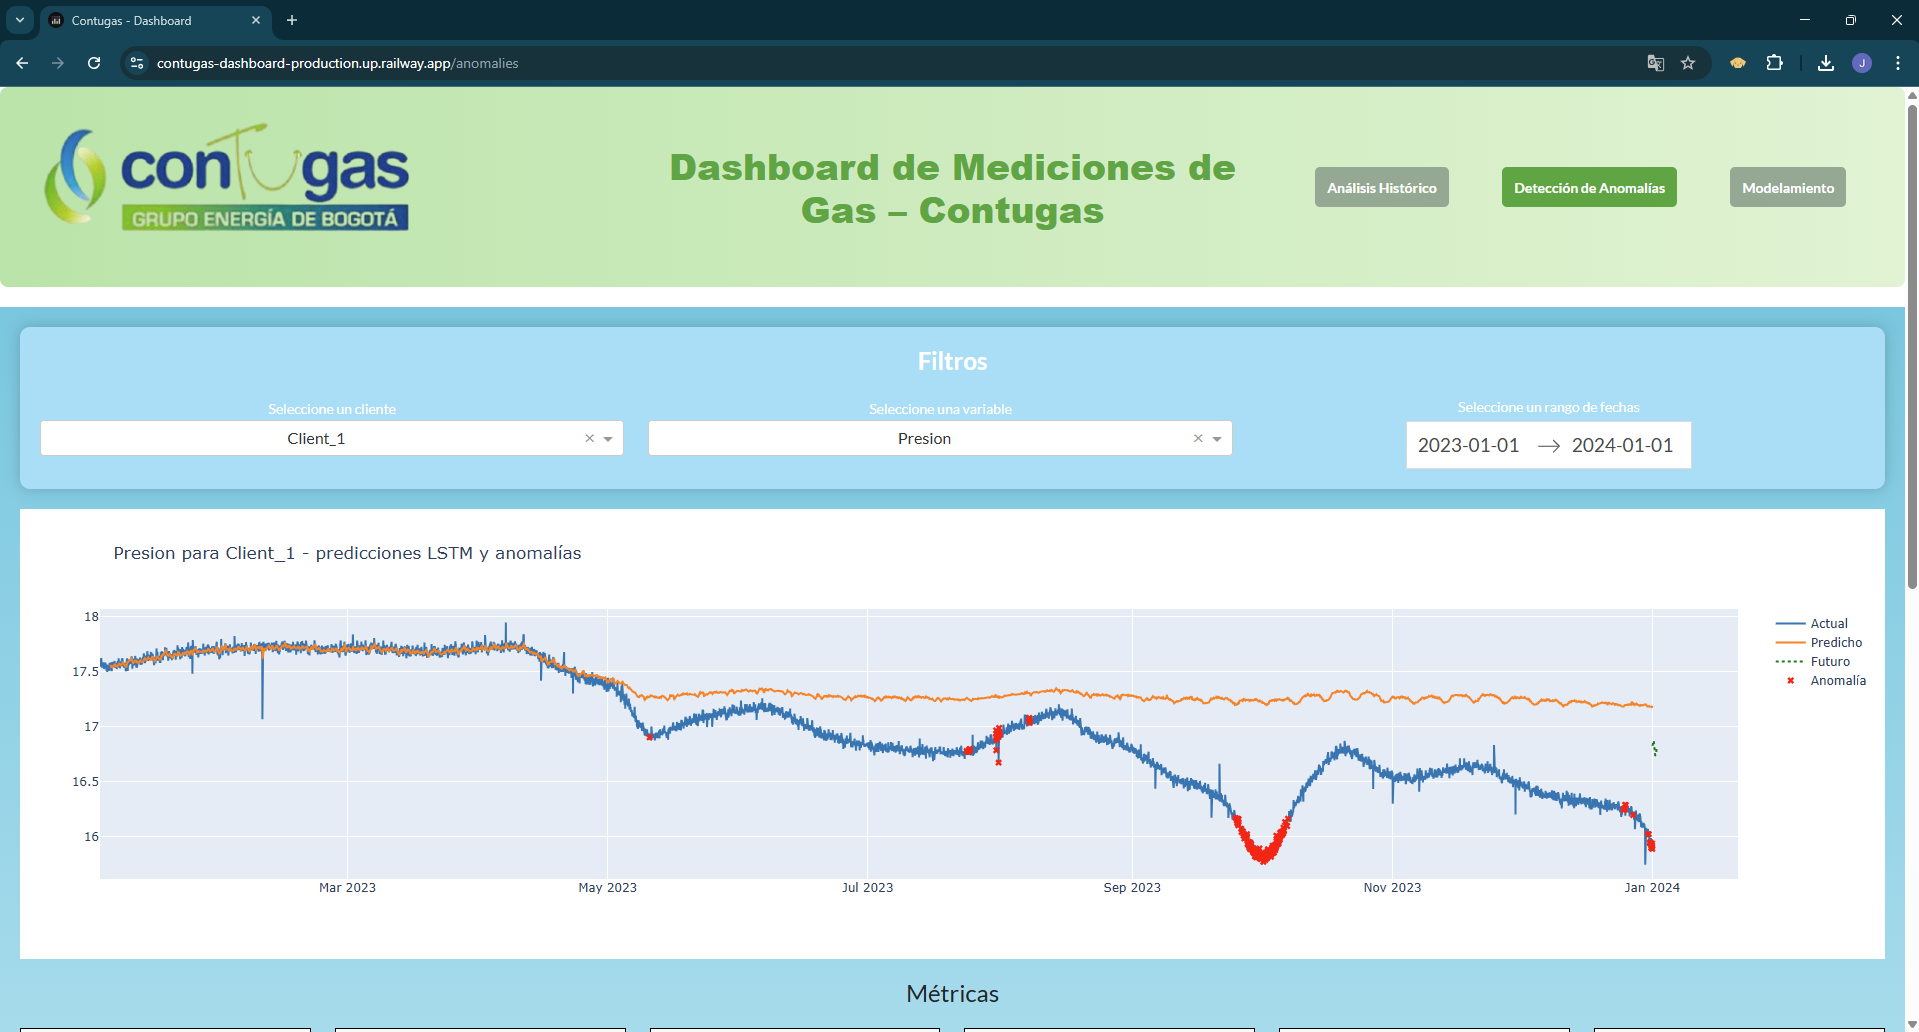 Contugas - Dashboard
contugas-dashboard-production.up.railway.app/anomalies
J
conTugas
GRUPO ENERGÍA DE BOGOTÁ
Dashboard de Mediciones de
Gas – Contugas
Análisis Histórico
Detección de Anomalías
Modelamiento
Filtros
Seleccione un cliente
Seleccione una variable
Seleccione un rango de fechas
Client_1
Presion
2023-01-01 → 2024-01-01
Presion para Client_1 - predicciones LSTM y anomalías
18
17.5
17
16.5
16
Mar 2023
May 2023
Jul 2023
Sep 2023
Nov 2023
Jan 2024
Actual
Predicho
Futuro
Anomalía
Métricas